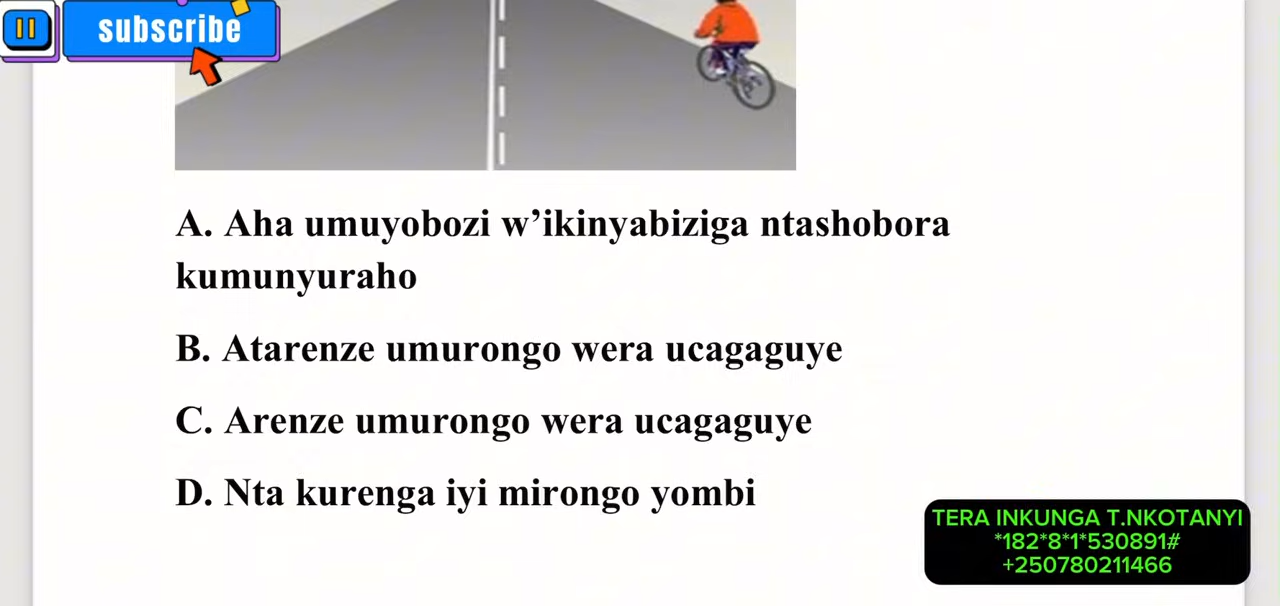 subscribe
A. Aha umuyobozi w’ikinyabiziga ntashobora
kumunyuraho
B. Atarenze umurongo wera ucagaguye
C. Arenze umurongo wera ucagaguye
D. Nta kurenga iyi mirongo yombi
TERA INKUNGA T.NKOTANYI
*182*8*1*530891#
+250780211466